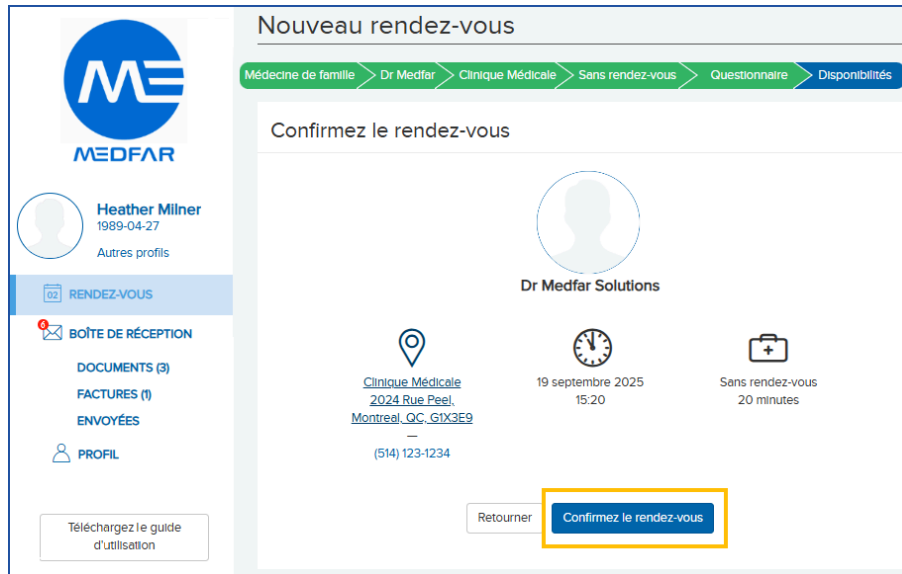 ME
MEDFAR
Heather Milner
1989-04-27
Autres profils
02 RENDEZ-VOUS
6 BOÎTE DE RÉCEPTION
DOCUMENTS (3)
FACTURES (1)
ENVOYÉES
PROFIL
Téléchargez le guide
d'utilisation
Nouveau rendez-vous
Médecine de famille Dr Medfar Clinique Médicale Sans rendez-vous Questionnaire Disponibilités
Confirmez le rendez-vous
Dr Medfar Solutions
Clinique Médicale
2024 Rue Peel,
Montreal, QC, G1X3E9
—
(514) 123-1234
19 septembre 2025
15:20
Sans rendez-vous
20 minutes
Retourner Confirmez le rendez-vous